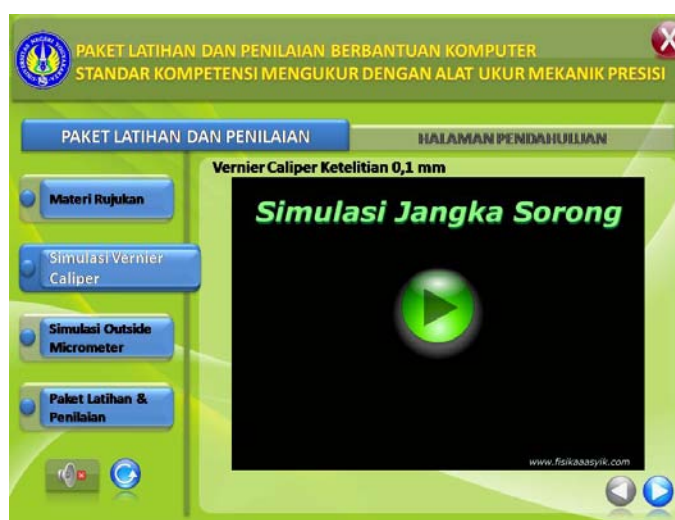 PAKET LATIHAN DAN PENILAIAN BERBANTUAN KOMPUTER
STANDAR KOMPETENSI MENGUKUR DENGAN ALAT UKUR MEKANIK PRESISI
PAKET LATIHAN DAN PENILAIAN
HALAMAN PENDAHULUAN
Vernier Caliper Ketelitian 0,1 mm
Materi Rujukan
Simulasi Vernier
Caliper
Simulasi Outside
Micrometer
Paket Latihan &
Penilaian
Simulasi Jangka Sorong
www.fisikaaasyik.com